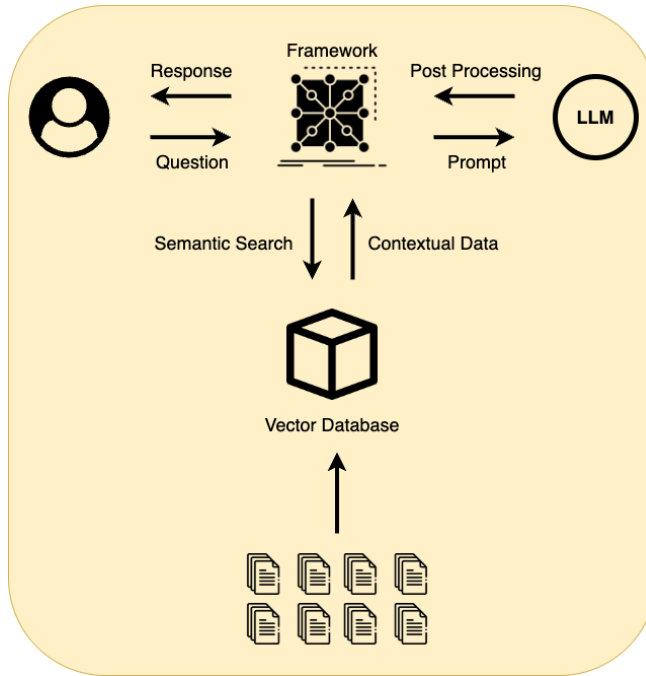 Framework
Response
Post Processing
LLM
Question
Prompt
Semantic Search
Contextual Data
Vector Database